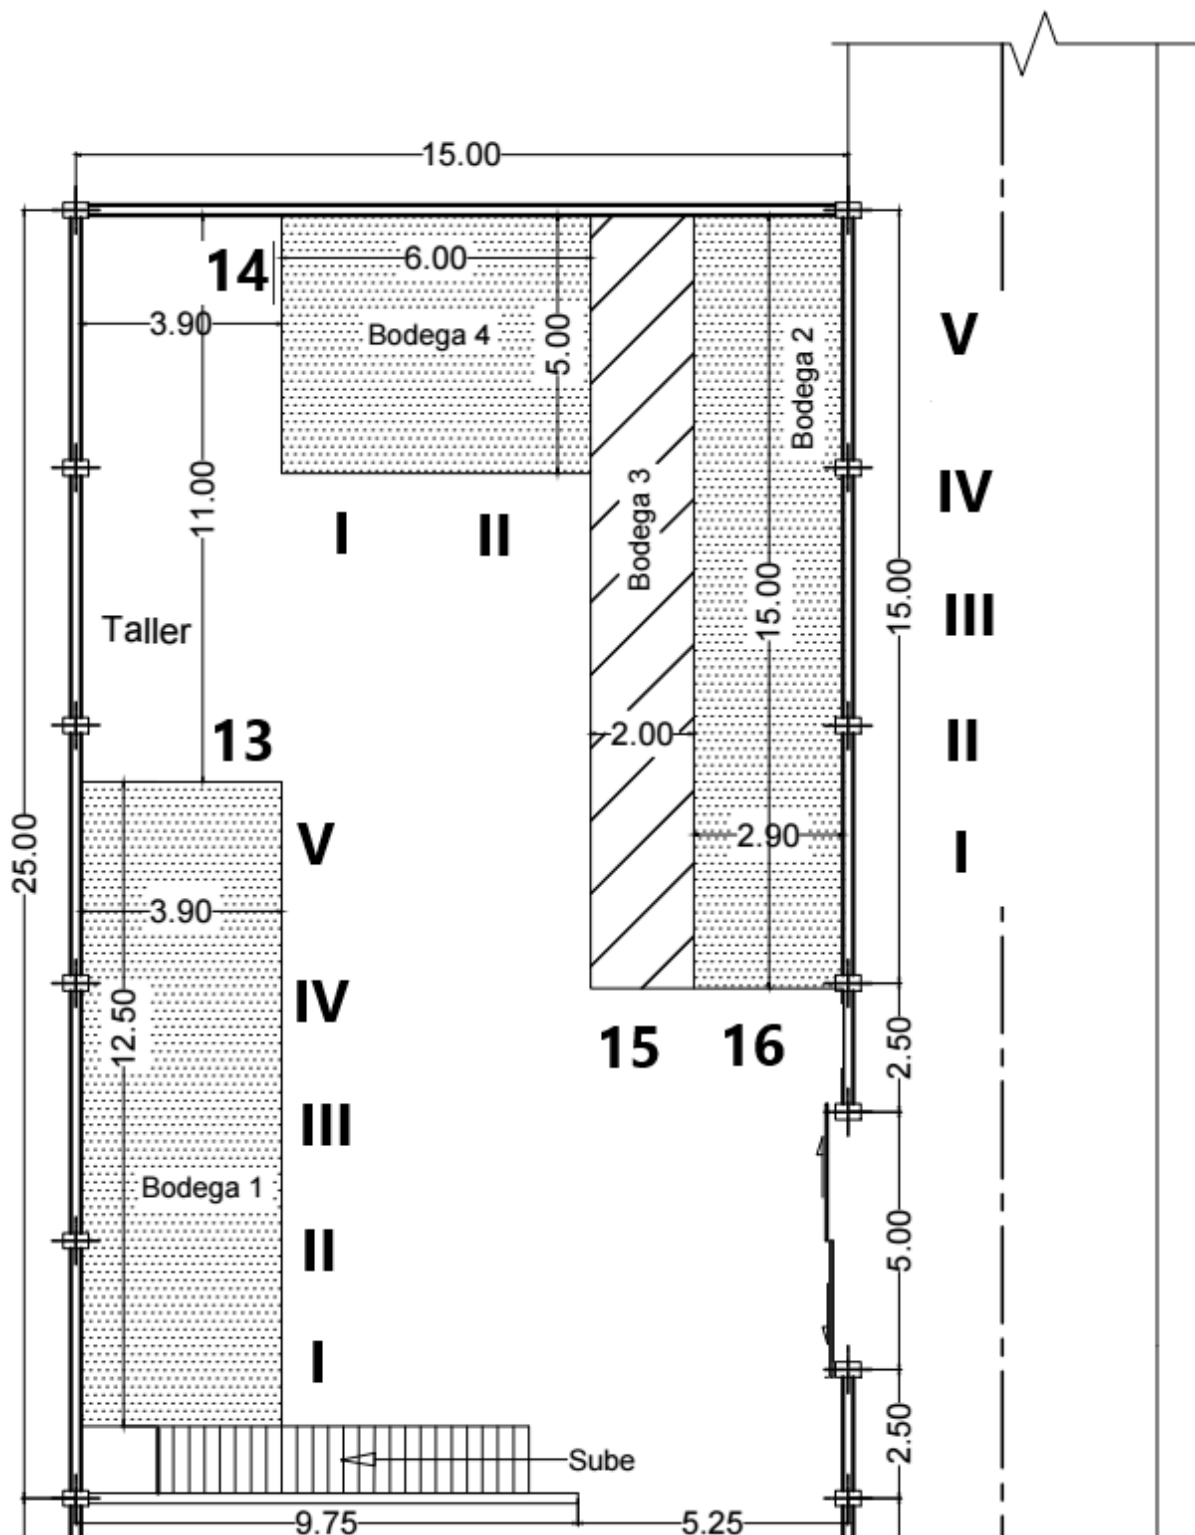 15.00
14
6.00
3.90
Bodega 4
5.00
Bodega 2
V
11.00
Bodega 3
IV
I
II
15.00
15.00
III
Taller
13
2.00
II
25.00
V
2.90
I
3.90
12.50
IV
15
16
2.50
III
Bodega 1
II
5.00
I
2.50
Sube
9.75
5.25